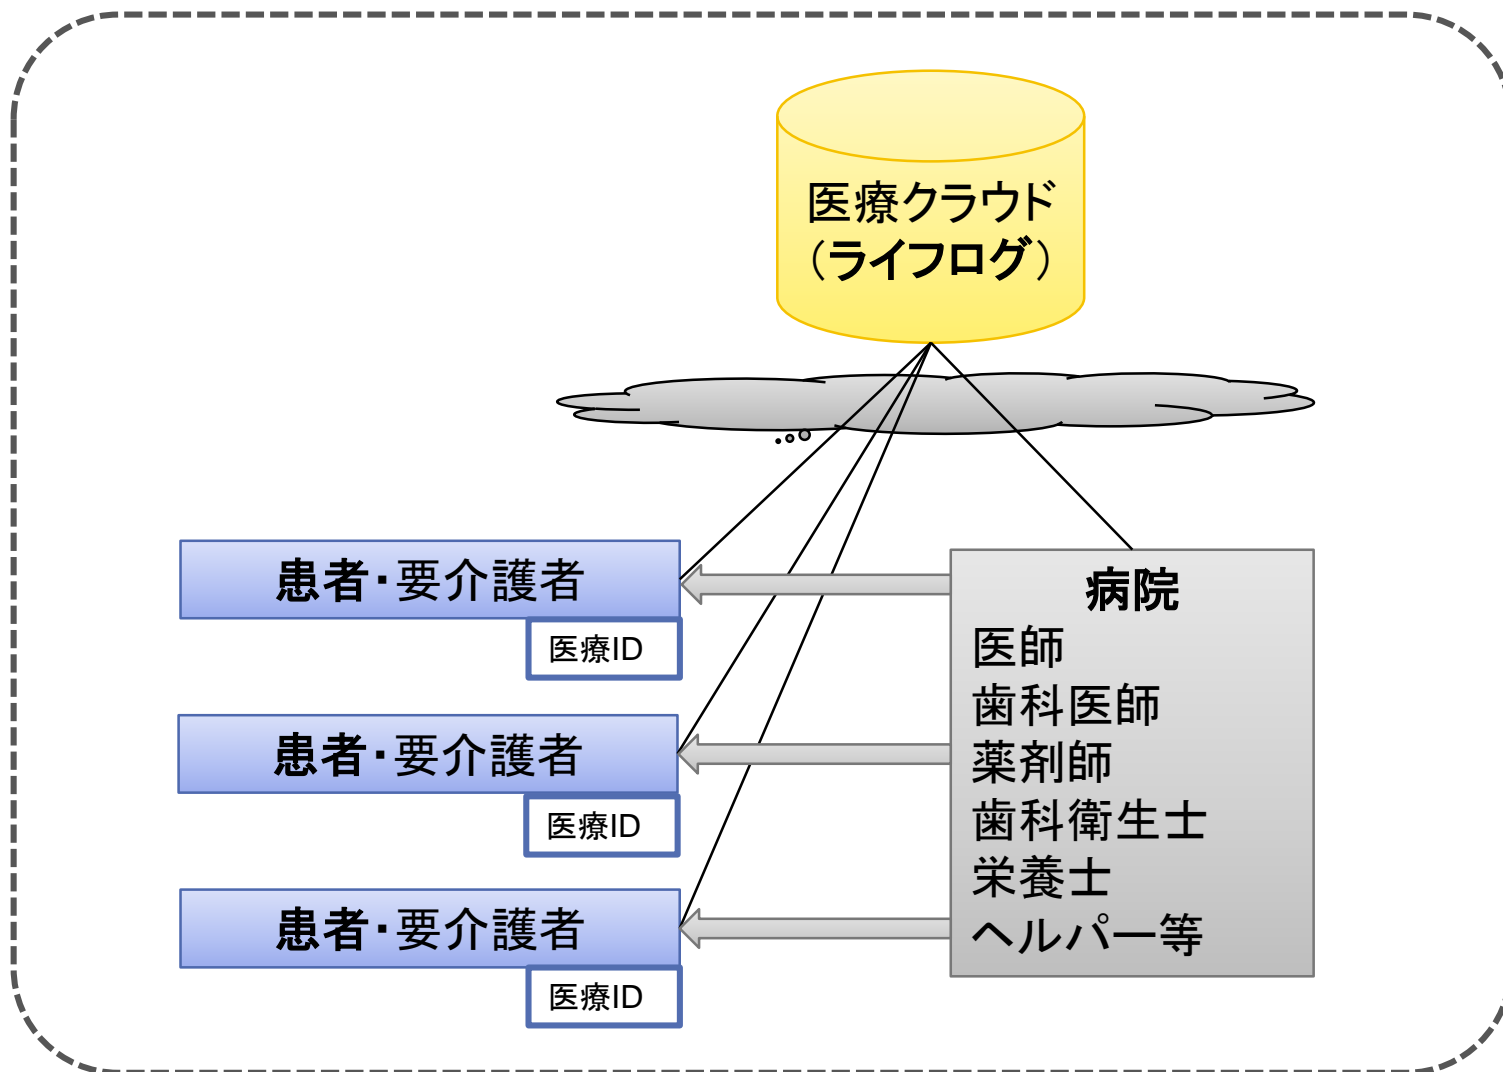 医療クラウド
（ライフログ）
患者・要介護者
医療ID
患者・要介護者
医療ID
患者・要介護者
医療ID
病院
医師
歯科医師
薬剤師
歯科衛生士
栄養士
ヘルパー等